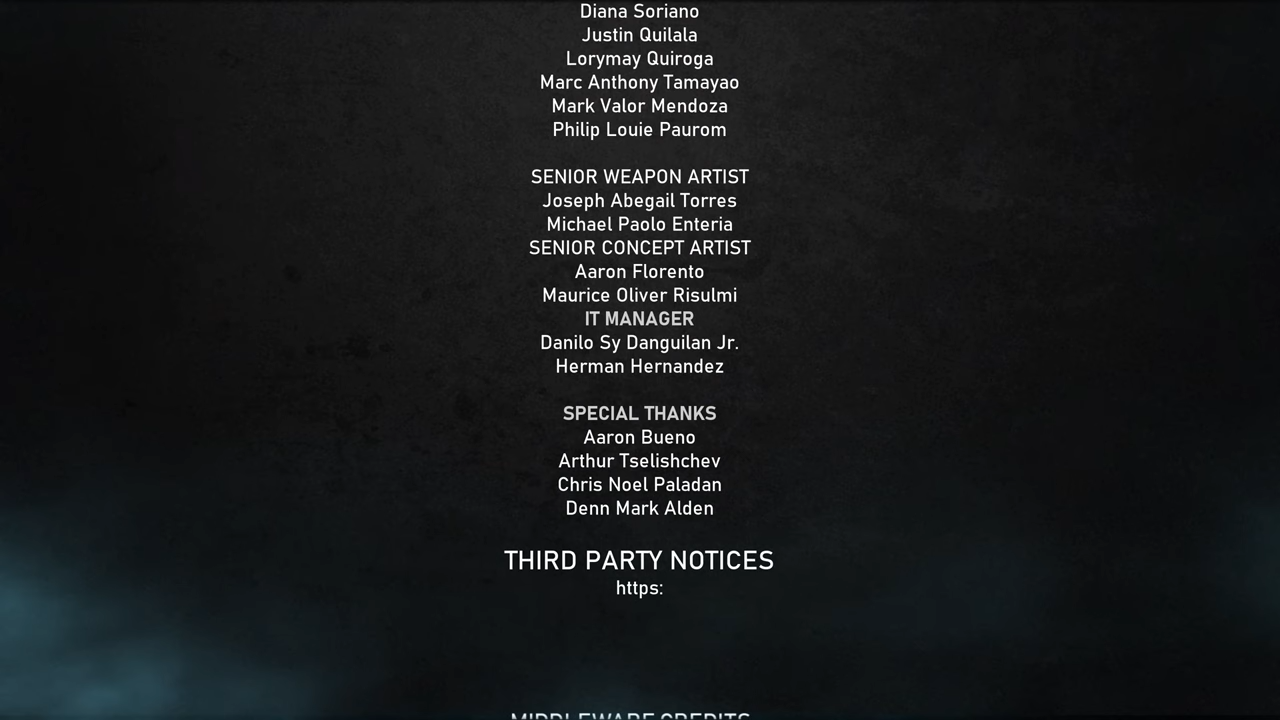 Diana Soriano
Justin Quilala
Lorymay Quiroga
Marc Anthony Tamayao
Mark Valor Mendoza
Philip Louie Paurom
SENIOR WEAPON ARTIST
Joseph Abegail Torres
Michael Paolo Enteria
SENIOR CONCEPT ARTIST
Aaron Florento
Maurice Oliver Risulmi
IT MANAGER
Danilo Sy Danguilan Jr.
Herman Hernandez
SPECIAL THANKS
Aaron Bueno
Arthur Tselishchev
Chris Noel Paladan
Denn Mark Alden
THIRD PARTY NOTICES
https:
MIDDLEWARE CREDITS